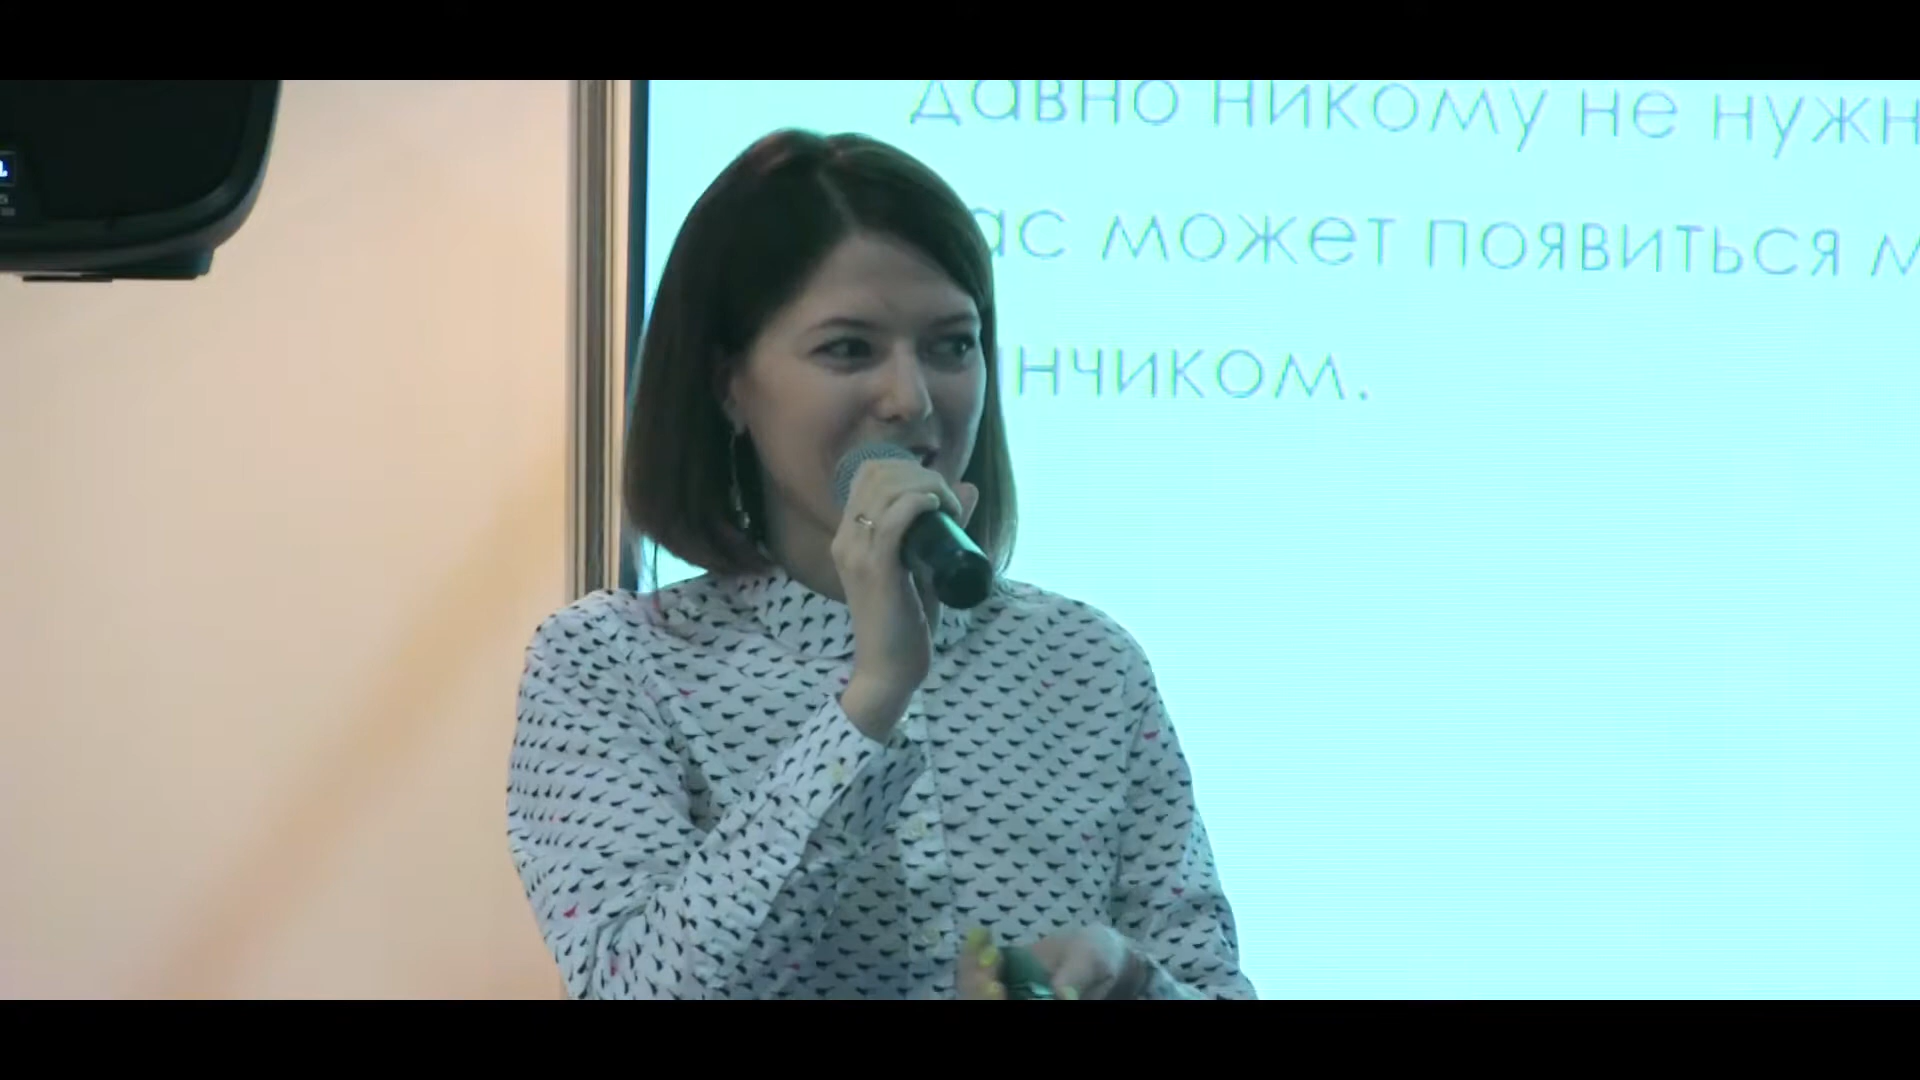 давно никому не нужн
ас может появиться м
нчиком.